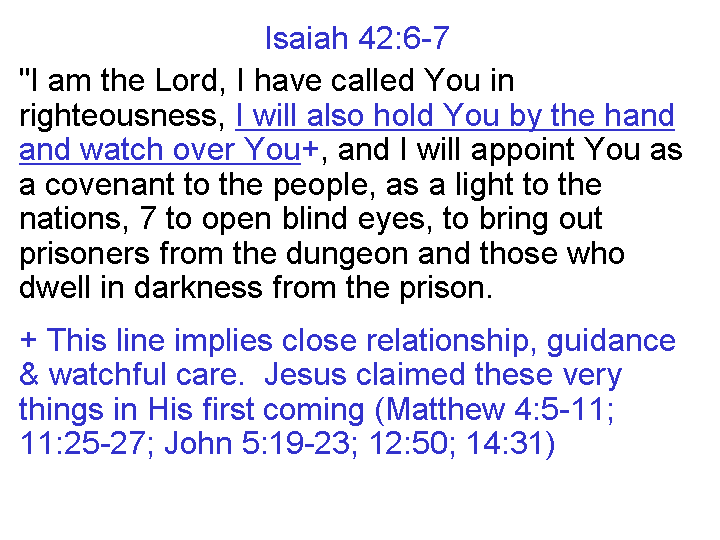 Isaiah 42:6-7
"I am the Lord, I have called You in
righteousness, I will also hold You by the hand
and watch over You+, and I will appoint You as
a covenant to the people, as a light to the
nations, 7 to open blind eyes, to bring out
prisoners from the dungeon and those who
dwell in darkness from the prison.
+ This line implies close relationship, guidance
& watchful care.  Jesus claimed these very
things in His first coming (Matthew 4:5-11;
11:25-27; John 5:19-23; 12:50; 14:31)